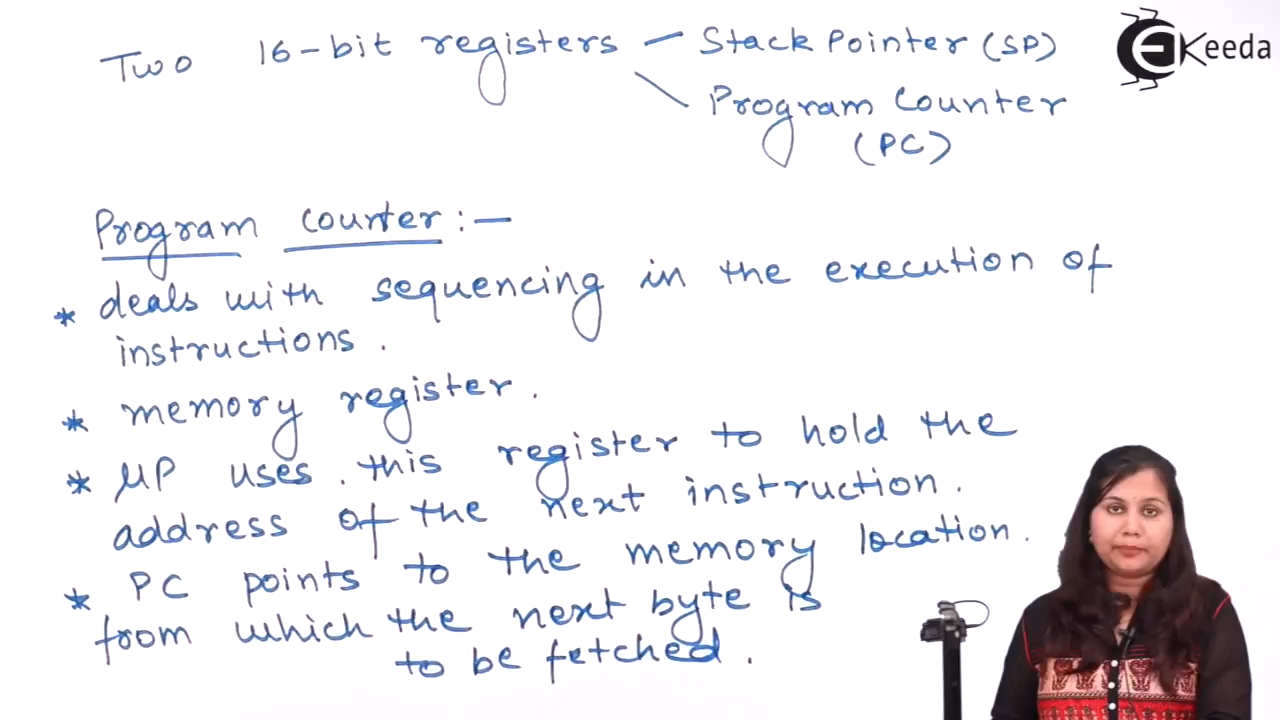 Two 16-bit registers — Stack Pointer (SP)
Program Counter
(PC)
EKeeda
Program Counter :-
* deals with sequencing in the execution of
instructions.
* memory register.
* μP uses this register to hold the
address of the next instruction.
* PC points to the memory location.
from which the next byte is
to be fetched.